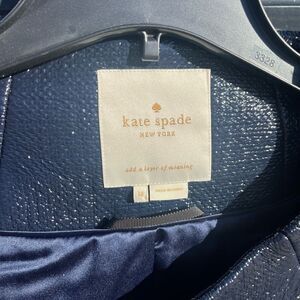 3328
kate spade
NEW YORK
add a layer of meaning